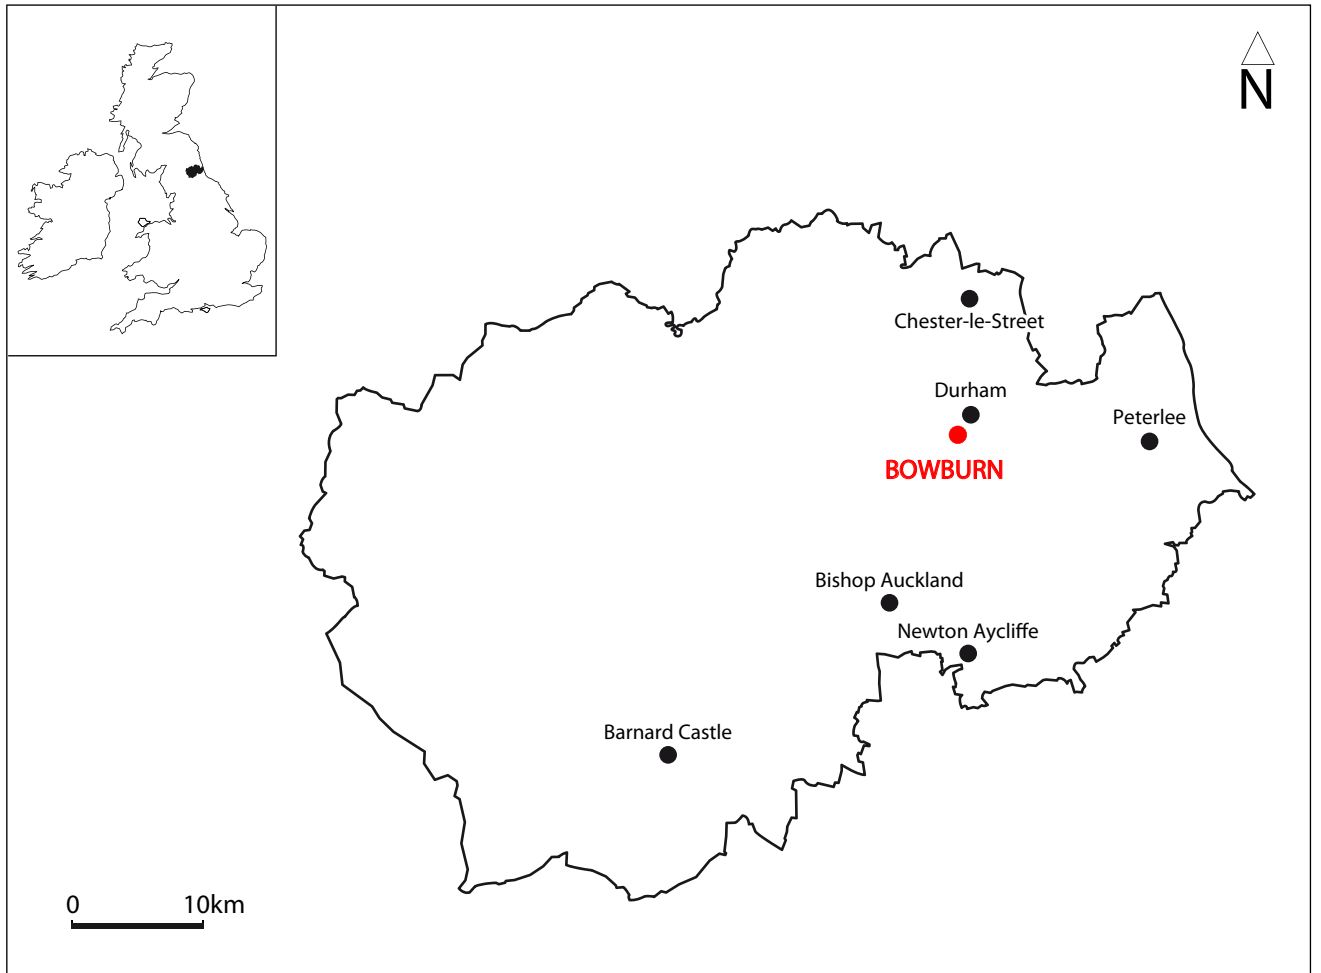 N
Chester-le-Street
Durham
Peterlee
BOWBURN
Bishop Auckland
Newton Aycliffe
Barnard Castle
0 10km